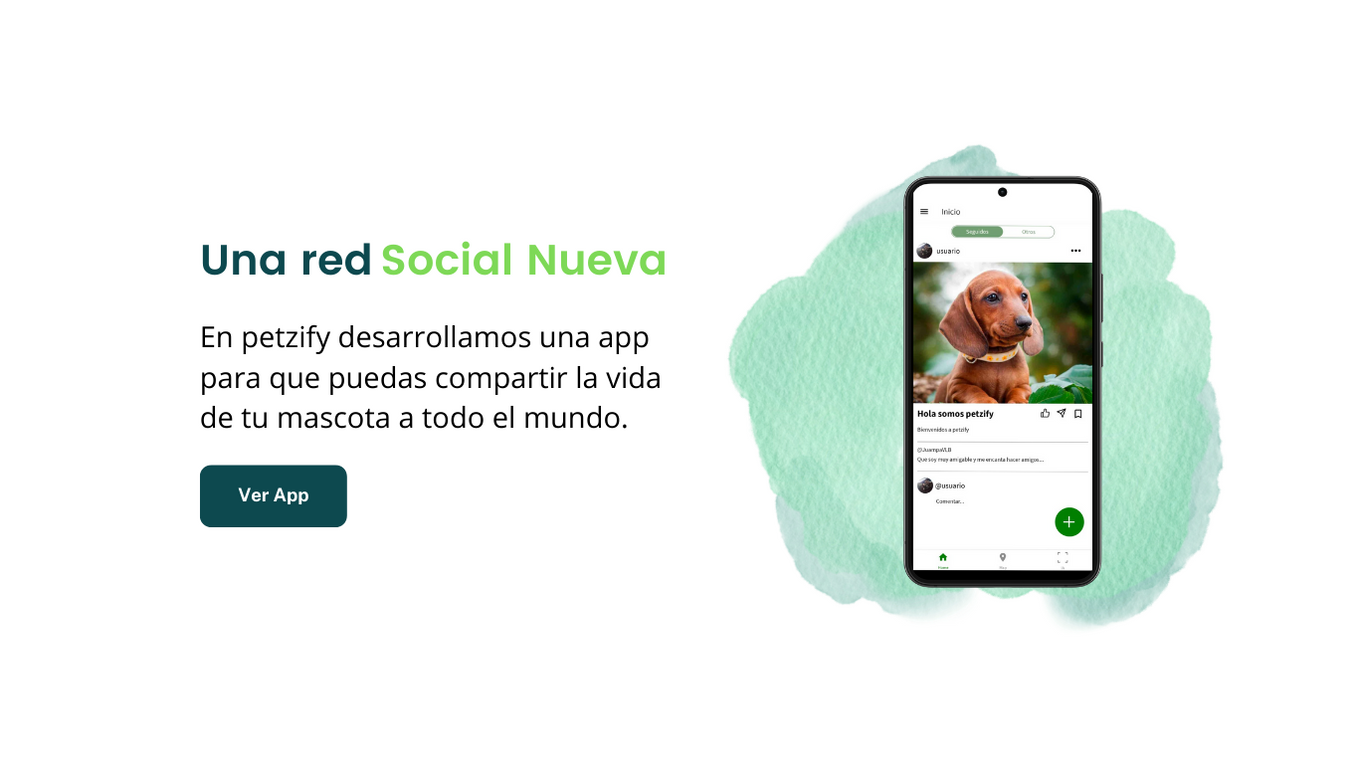 Una red Social Nueva
En petzify desarrollamos una app
para que puedas compartir la vida
de tu mascota a todo el mundo.
Ver App
Inicio
Seguidos Otros
usuario
Hola somos petzify
Bienvenidos a petzify
@JuampaVLB
Que soy muy amigable y me encanta hacer amigos....
@usuario
Comentar...
Home